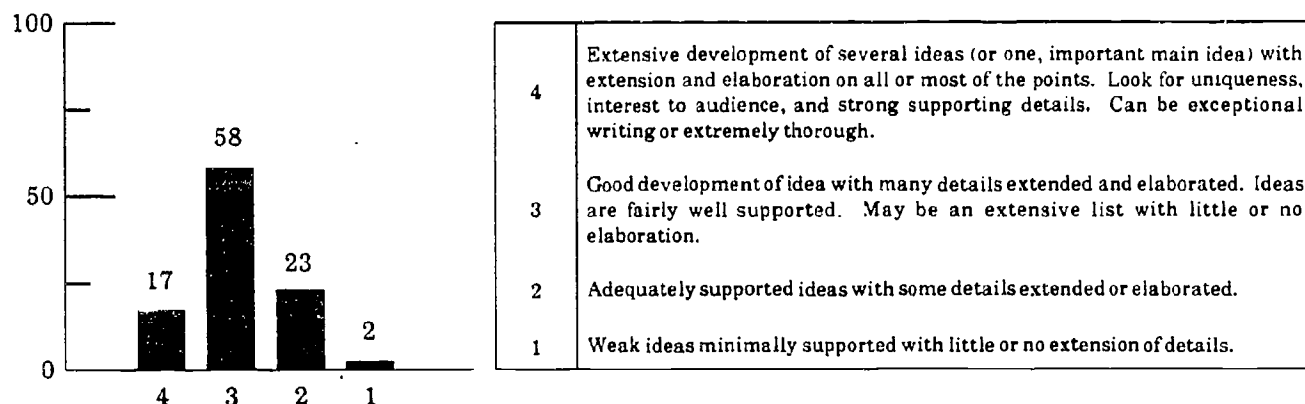 100
50
0
17
58
23
2
4 3 2 1
4
Extensive development of several ideas (or one, important main idea) with
extension and elaboration on all or most of the points. Look for uniqueness,
interest to audience, and strong supporting details. Can be exceptional
writing or extremely thorough.
3
Good development of idea with many details extended and elaborated. Ideas
are fairly well supported. May be an extensive list with little or no
elaboration.
2
Adequately supported ideas with some details extended or elaborated.
1
Weak ideas minimally supported with little or no extension of details.